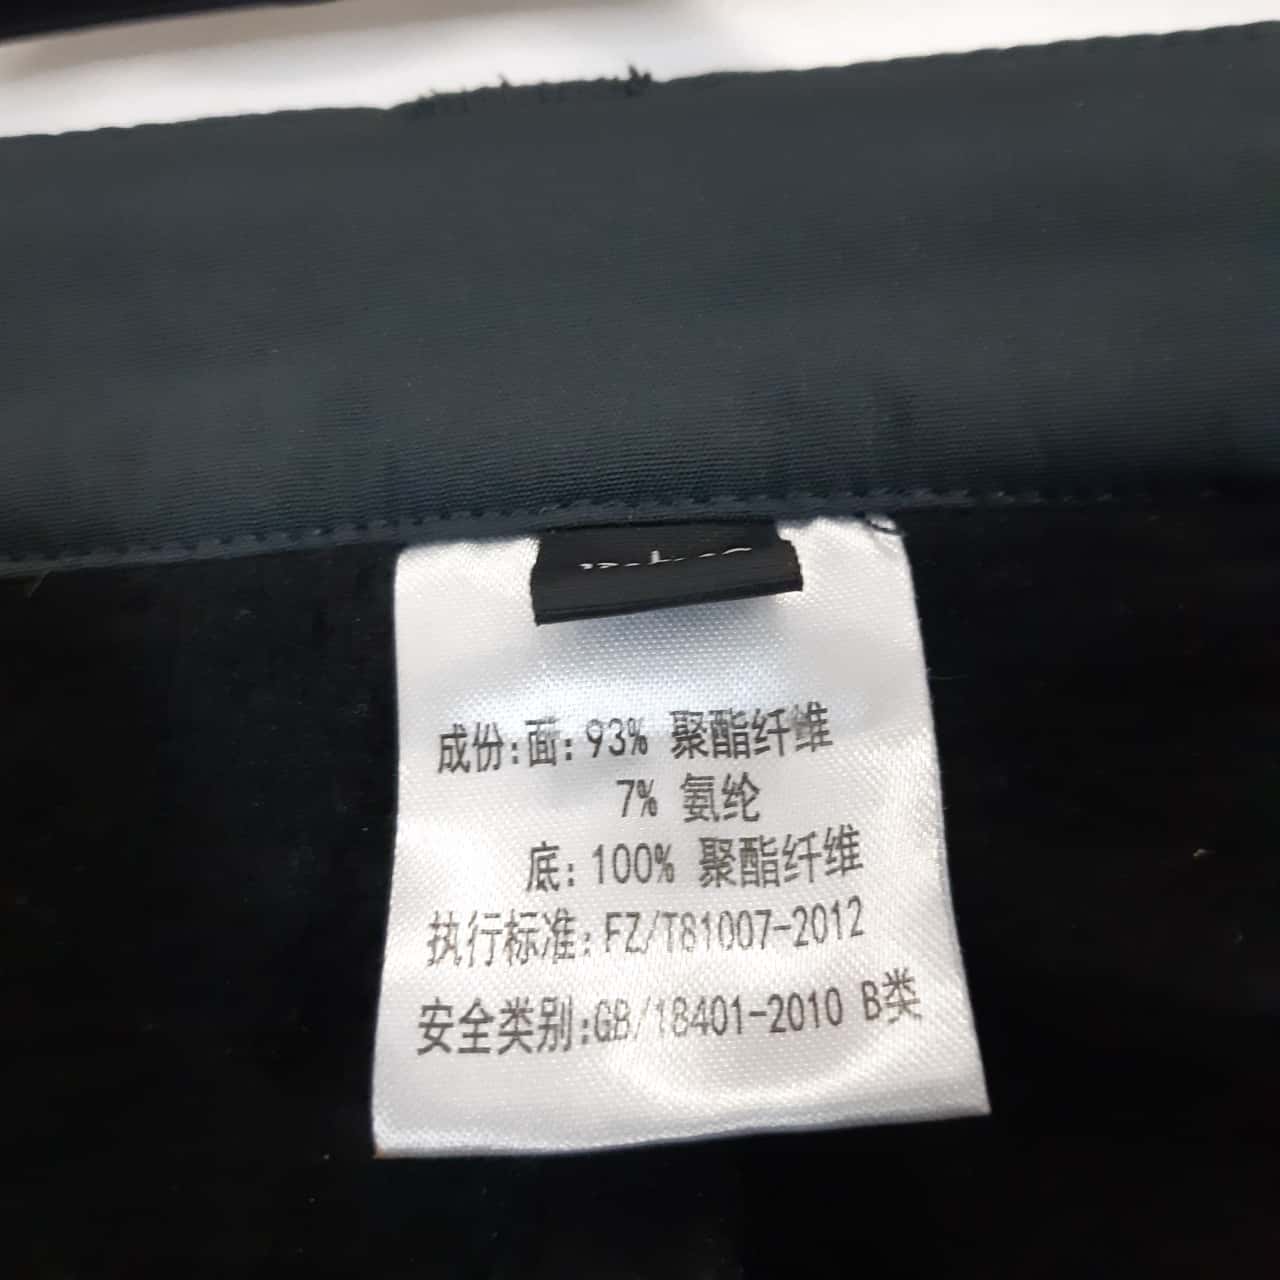 成份:面:93% 聚酯纤维
7% 氨纶
底:100% 聚酯纤维
执行标准:FZ/T81007-2012
安全类别:GB/18401-2010 B类